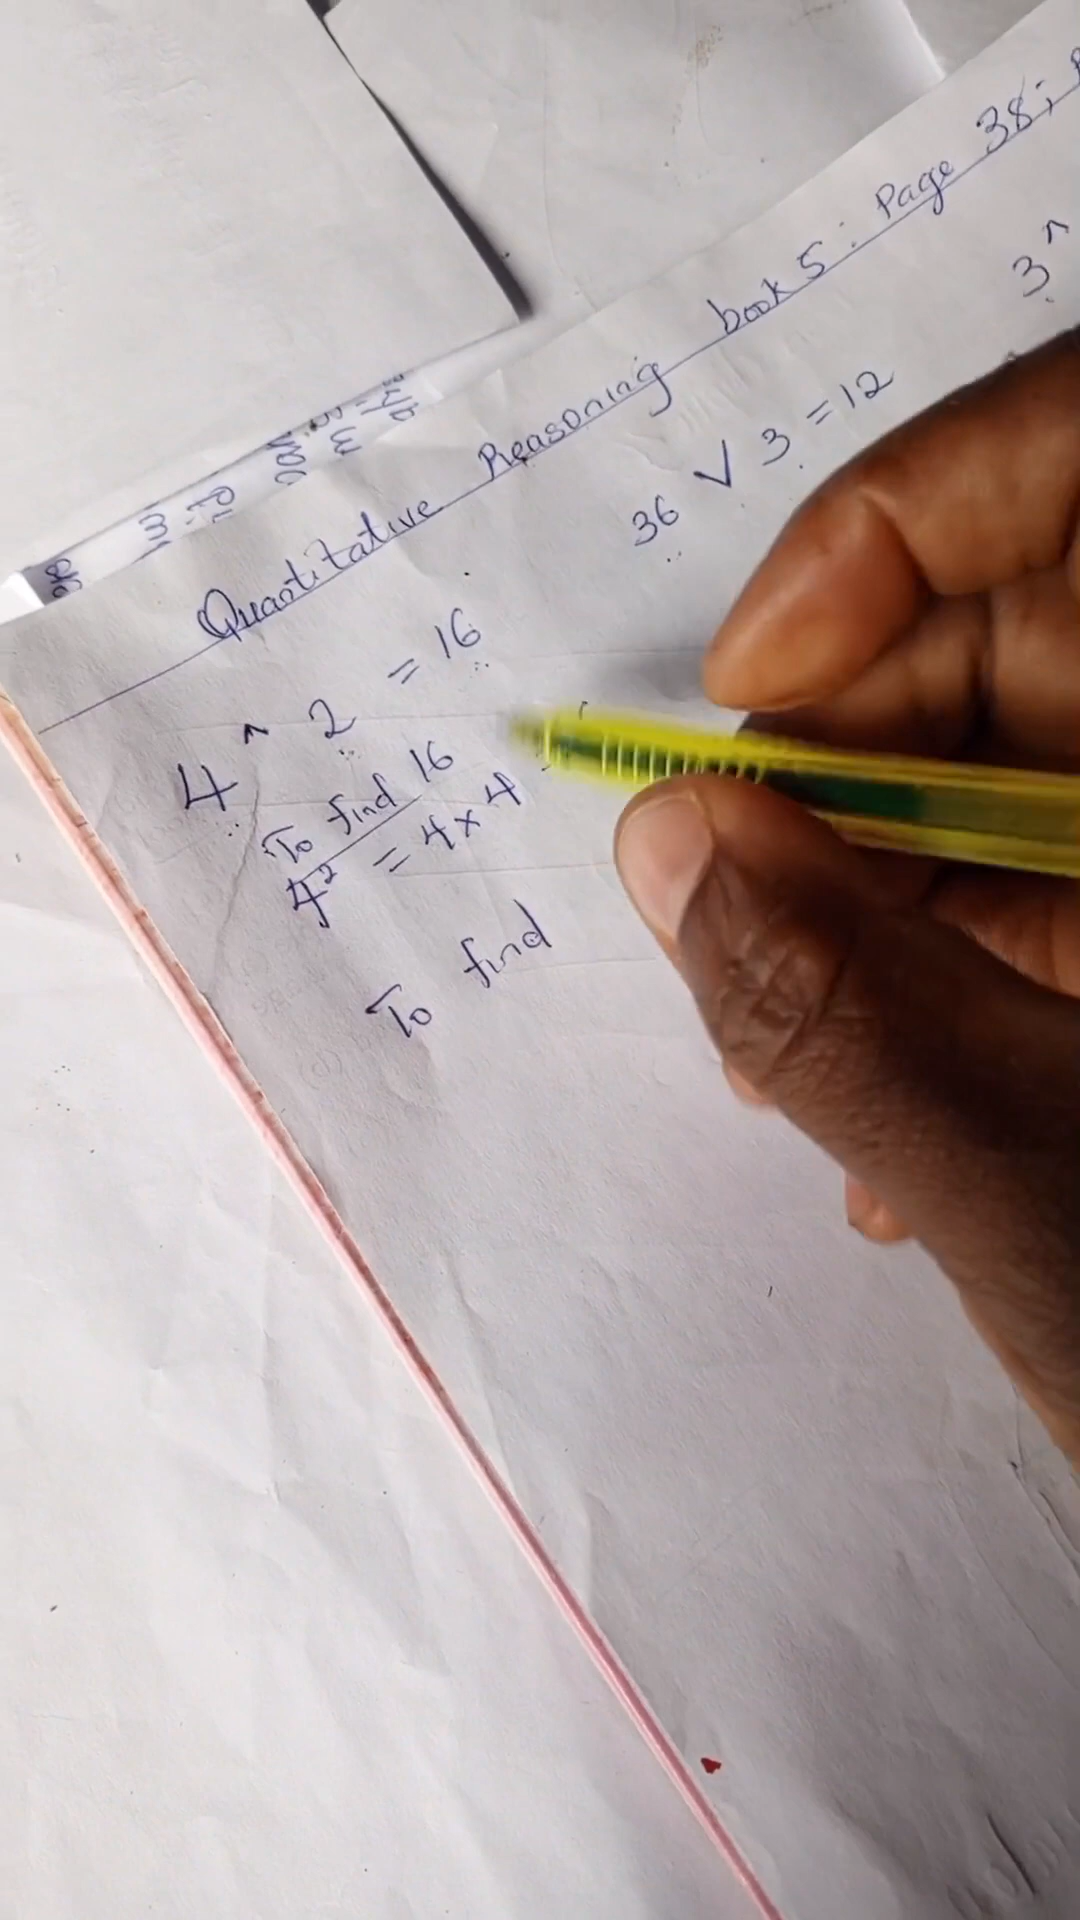 Quantitative Reasoning book 5: Page 38;
4 ^ 2 = 16
36 V 3 = 12
3 ^
To find 16
4² = 4 x 4
To find